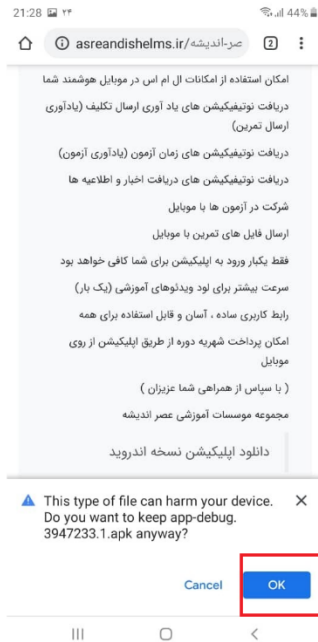 21:28 ۲۴ 44%
asreandishelms.ir/عصر-اندیشه 2
امکان استفاده از امکانات ال ام اس در موبایل هوشمند شما
دریافت نوتیفیکیشن های یاد آوری ارسال تکلیف (یادآوری
ارسال تمرین)
دریافت نوتیفیکیشن های زمان آزمون (یادآوری آزمون)
دریافت نوتیفیکیشن های دریافت اخبار و اطلاعیه ها
شرکت در آزمون ها با موبایل
ارسال فایل های تمرین با موبایل
فقط یکبار ورود به اپلیکیشن برای شما کافی خواهد بود
سرعت بیشتر برای لود ویدئوهای آموزشی (یک بار)
رابط کاربری ساده ، آسان و قابل استفاده برای همه
امکان پرداخت شهریه دوره از طریق اپلیکیشن از روی
موبایل
( با سپاس از همراهی شما عزیزان )
مجموعه موسسات آموزشی عصر اندیشه
دانلود اپلیکیشن نسخه اندروید
This type of file can harm your device.
Do you want to keep app-debug.
3947233.1.apk anyway?
Cancel OK